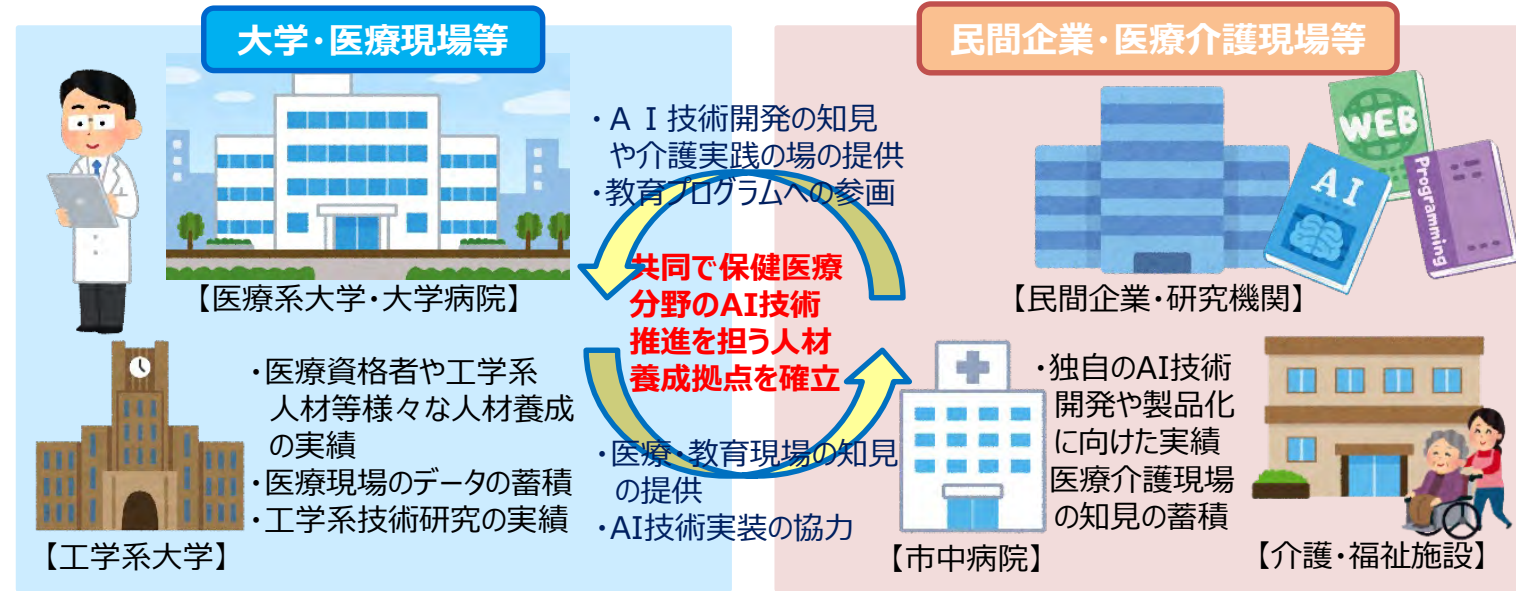 大学・医療現場等
民間企業・医療介護現場等
・ＡＩ技術開発の知見
や介護実践の場の提供
・教育プログラムへの参画
WEB
AI
Programming
【医療系大学・大学病院】
共同で保健医療
分野のAI技術
推進を担う人材
養成拠点を確立
【民間企業・研究機関】
・医療資格者や工学系
人材等様々な人材養成
の実績
・医療現場のデータの蓄積
・工学系技術研究の実績
【工学系大学】
・医療・教育現場の知見
の提供
・AI技術実装の協力
・独自のAI技術
開発や製品化
に向けた実績
医療介護現場
の知見の蓄積
【市中病院】
【介護・福祉施設】